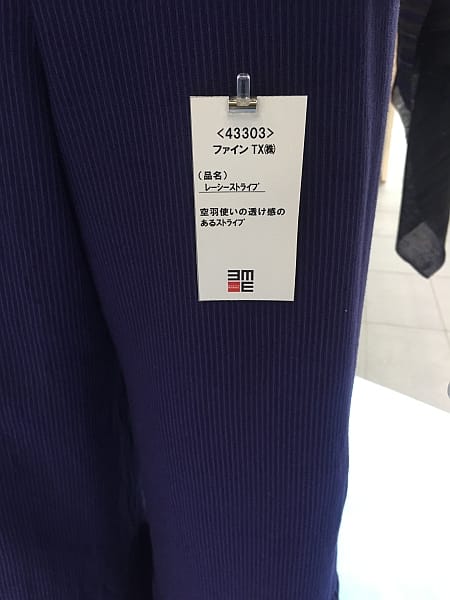 <43303>
ファイン TX㈱
(品名)
レーシーストライプ
空羽使いの透け感の
あるストライプ